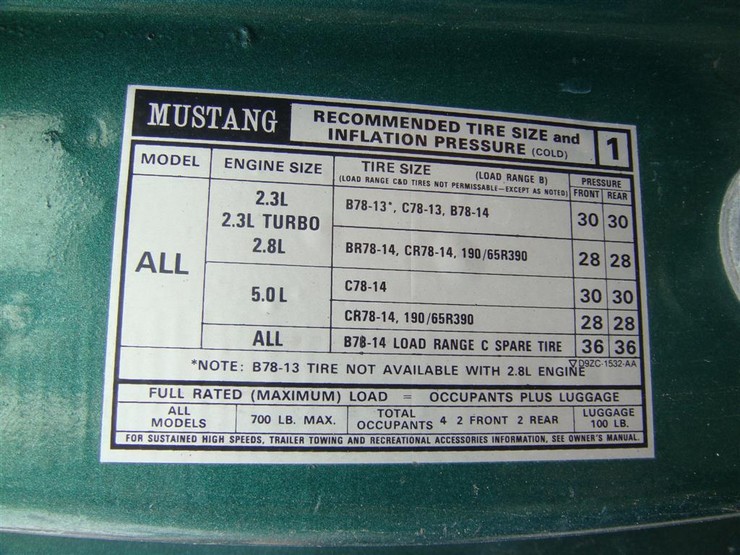 MUSTANG
RECOMMENDED TIRE SIZE and
INFLATION PRESSURE (COLD)
1
MODEL
ENGINE SIZE
TIRE SIZE (LOAD RANGE B)
(LOAD RANGE C&D TIRES NOT PERMISSABLE-EXCEPT AS NOTED)
PRESSURE
FRONT REAR
ALL
2.3L
2.3L TURBO
2.8L
B78-13*, C78-13, B78-14
30 30
BR78-14, CR78-14, 190/65R390
28 28
5.0L
C78-14
30 30
CR78-14, 190/65R390
28 28
ALL
B78-14 LOAD RANGE C SPARE TIRE
36 36
*NOTE: B78-13 TIRE NOT AVAILABLE WITH 2.8L ENGINE
D9ZC-1532-AA
FULL RATED (MAXIMUM) LOAD = OCCUPANTS PLUS LUGGAGE
ALL
MODELS
700 LB. MAX.
TOTAL
OCCUPANTS 4 2 FRONT 2 REAR
LUGGAGE
100 LB.
FOR SUSTAINED HIGH SPEEDS, TRAILER TOWING AND RECREATIONAL ACCESSORIES INFORMATION, SEE OWNER'S MANUAL.